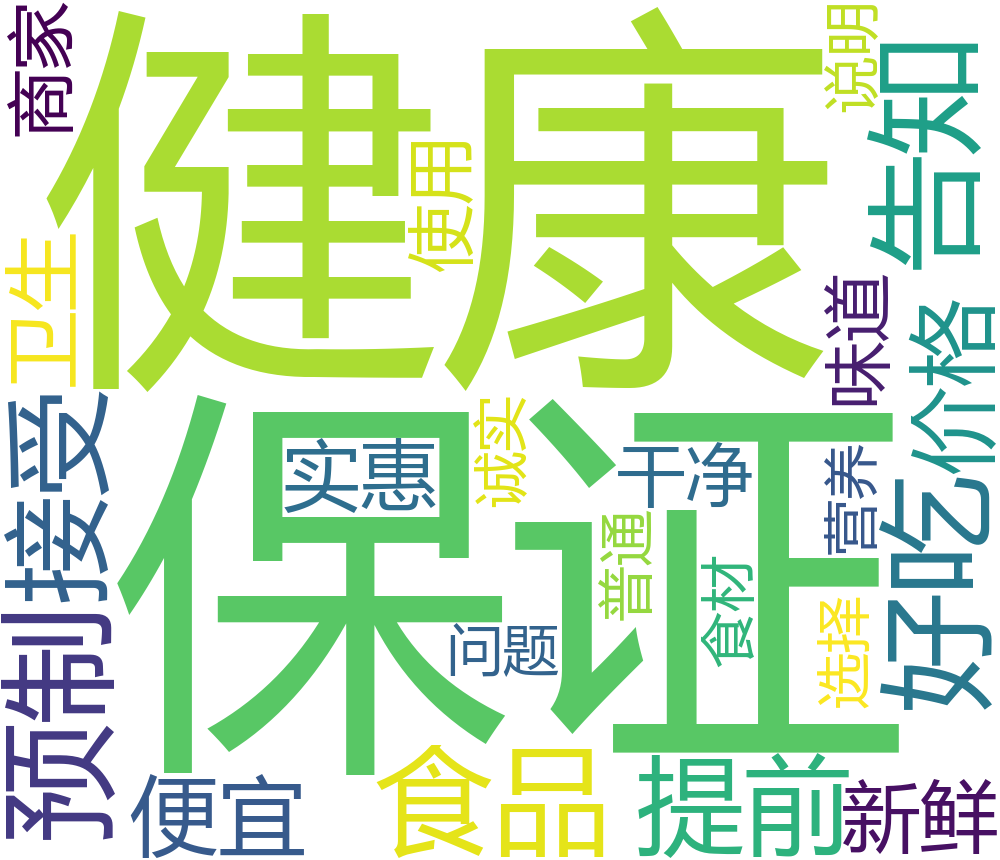 健康
保证
商家
卫生
接受
预制
使用
说明
告知
味道
价格
诚实
实惠
干净
营养
好吃
普通
食材
问题
选择
便宜
食品
提前
新鲜